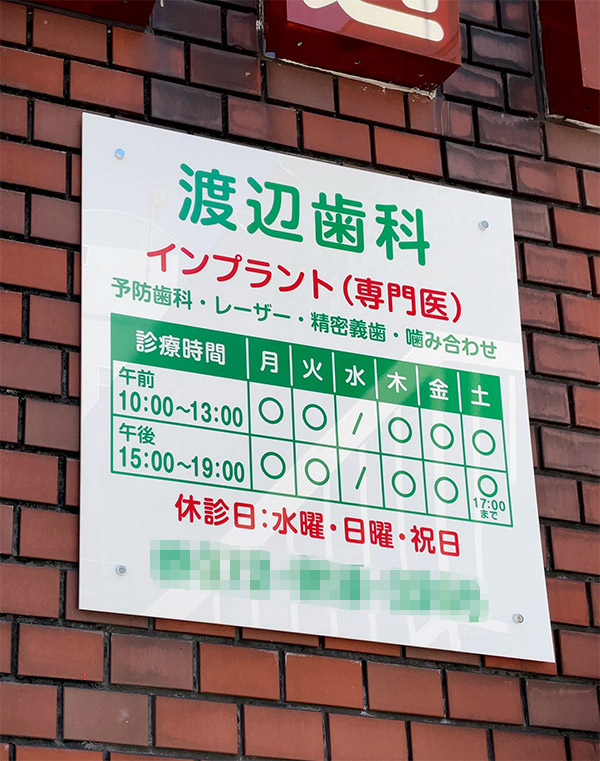 渡辺歯科
インプラント(専門医)
予防歯科・レーザー・精密義歯・噛み合わせ
診療時間 月 火 水 木 金 土
午前
10:00～13:00 ○ ○ / ○ ○ ○
午後
15:00～19:00 ○ ○ / ○ ○ ○
17:00
まで
休診日:水曜・日曜・祝日